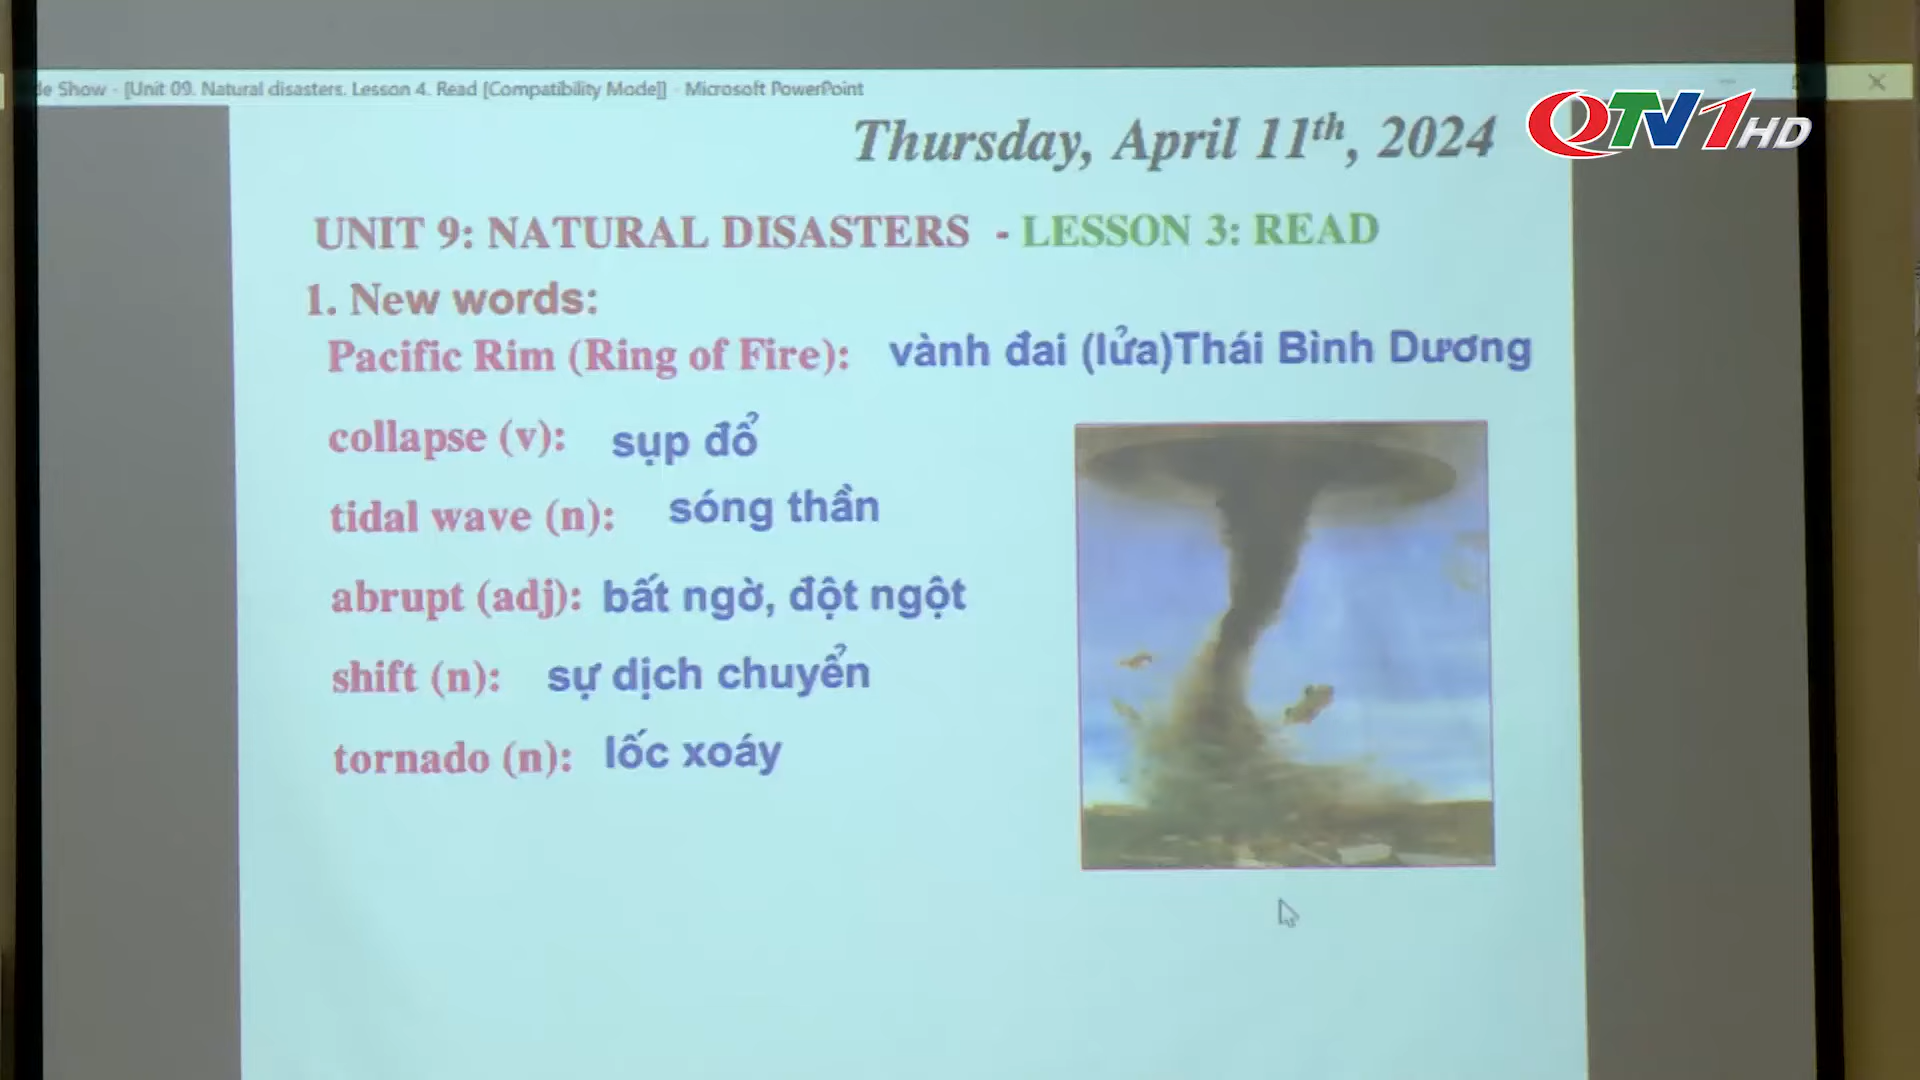 de Show - [Unit 09. Natural disasters. Lesson 4. Read [Compatibility Mode]] - Microsoft PowerPoint
QTV1HD
Thursday, April 11th, 2024
UNIT 9: NATURAL DISASTERS - LESSON 3: READ
1. New words:
Pacific Rim (Ring of Fire): vành đai (lửa)Thái Bình Dương
collapse (v): sụp đổ
tidal wave (n): sóng thần
abrupt (adj): bất ngờ, đột ngột
shift (n): sự dịch chuyển
tornado (n): lốc xoáy